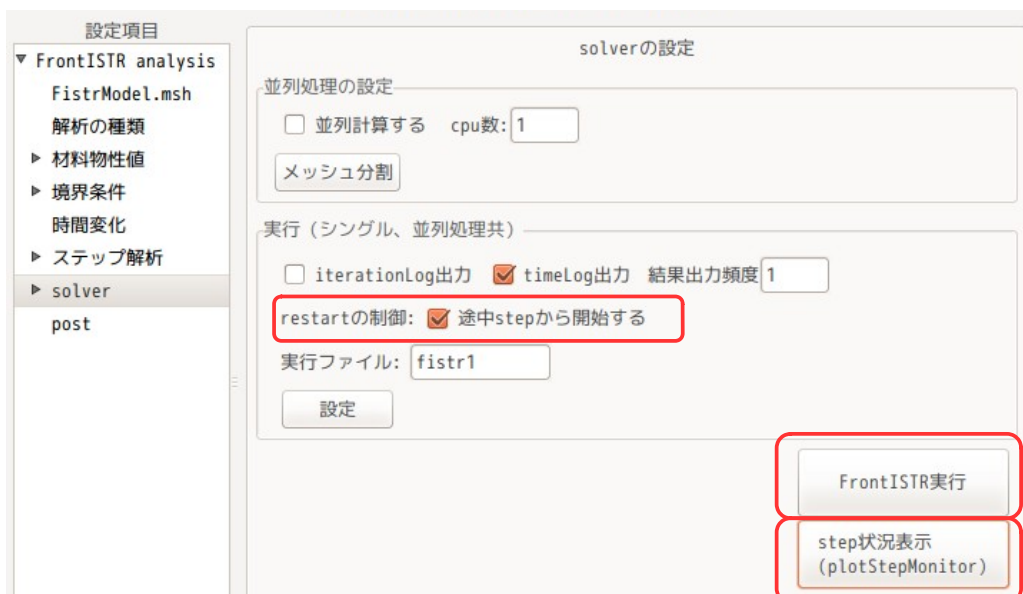 設定項目
FrontISTR analysis
FistrModel.msh
解析の種類
材料物性値
境界条件
時間変化
ステップ解析
solver
post
solverの設定
並列処理の設定
並列計算する cpu数: 1
メッシュ分割
実行（シングル、並列処理共）
iterationLog出力 timeLog出力 結果出力頻度 1
restartの制御: 途中stepから開始する
実行ファイル: fistr1
設定
FrontISTR実行
step状況表示
(plotStepMonitor)